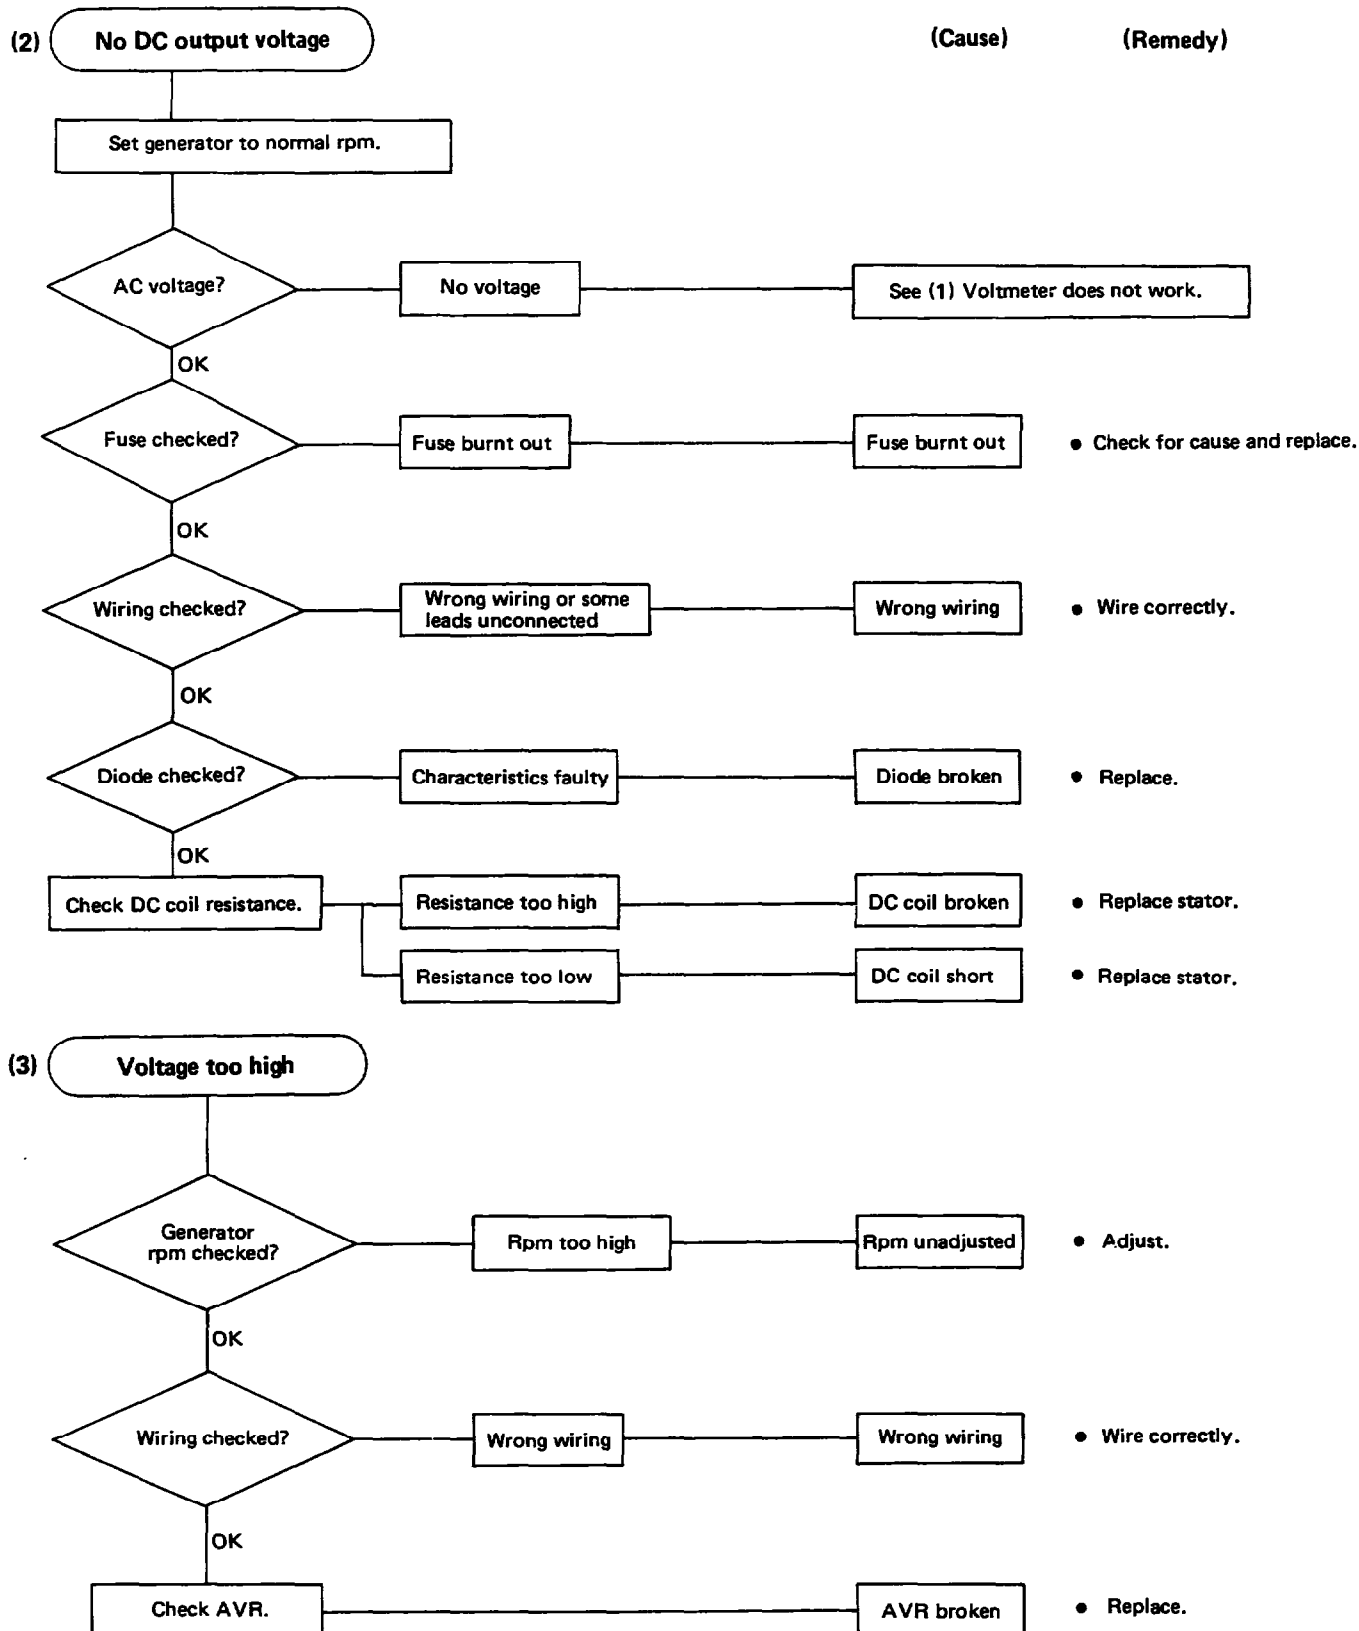 (2) No DC output voltage (Cause) (Remedy)
Set generator to normal rpm.
AC voltage? No voltage See (1) Voltmeter does not work.
OK
Fuse checked? Fuse burnt out Fuse burnt out • Check for cause and replace.
OK
Wiring checked? Wrong wiring or some
leads unconnected Wrong wiring • Wire correctly.
OK
Diode checked? Characteristics faulty Diode broken • Replace.
OK
Check DC coil resistance. Resistance too high DC coil broken • Replace stator.
Resistance too low DC coil short • Replace stator.
(3) Voltage too high
Generator
rpm checked? Rpm too high Rpm unadjusted • Adjust.
OK
Wiring checked? Wrong wiring Wrong wiring • Wire correctly.
OK
Check AVR. AVR broken • Replace.